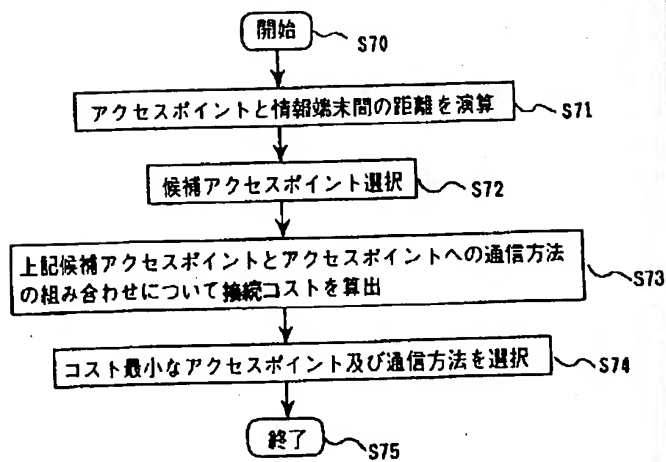 開始
S70
アクセスポイントと情報端末間の距離を演算
S71
候補アクセスポイント選択
S72
上記候補アクセスポイントとアクセスポイントへの通信方法
の組み合わせについて接続コストを算出
S73
コスト最小なアクセスポイント及び通信方法を選択
S74
終了
S75